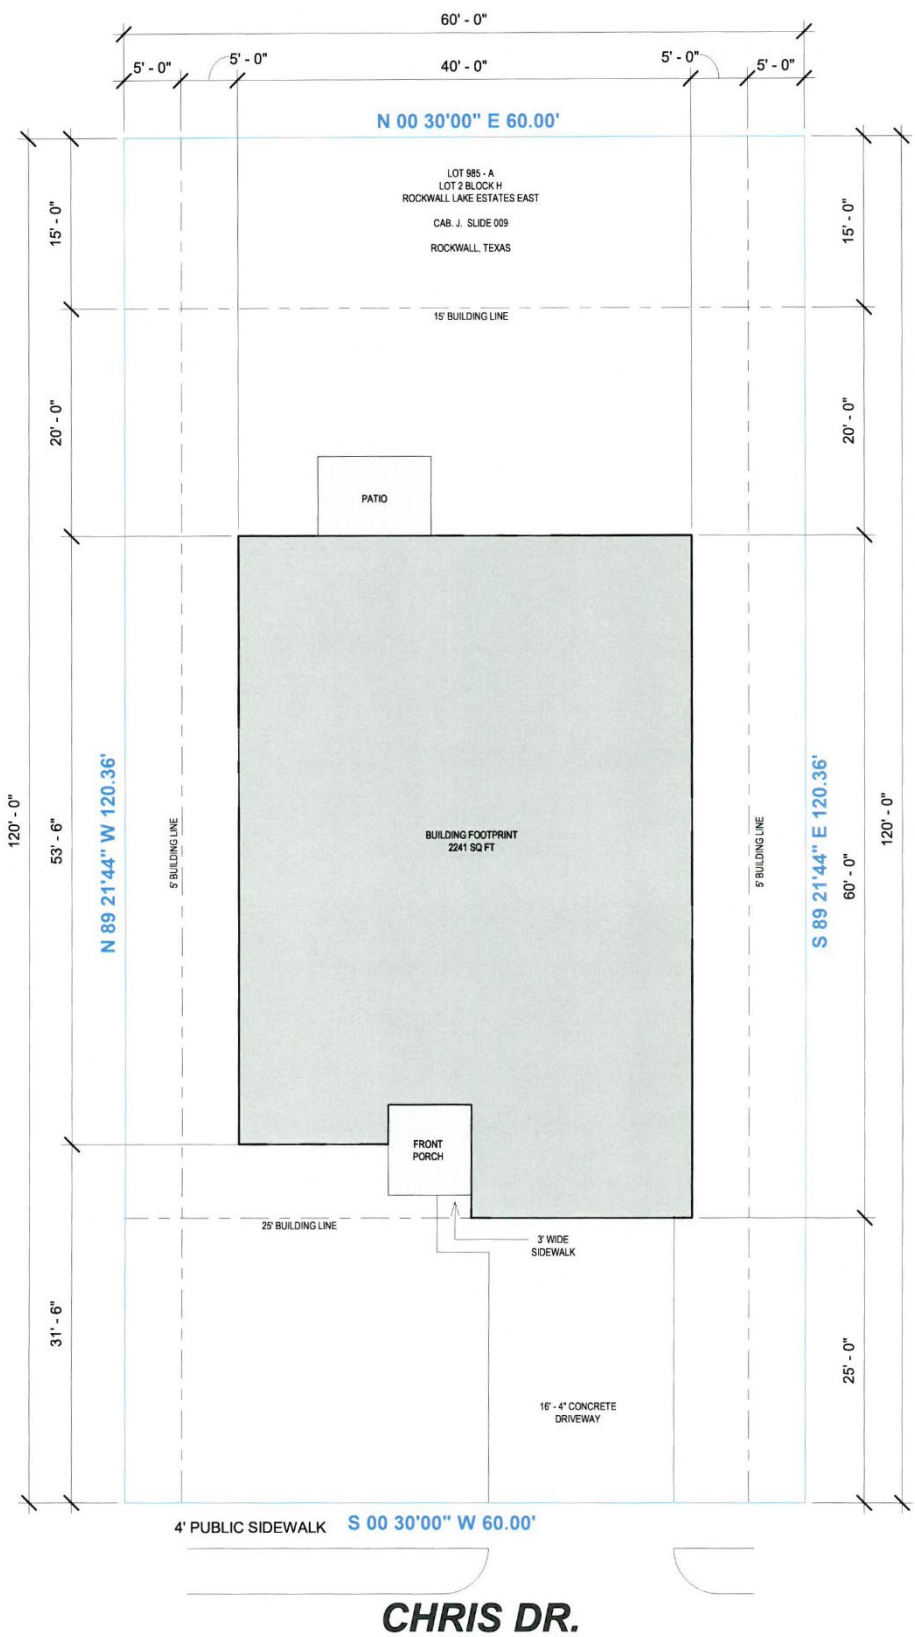 60' - 0"
5' - 0"
5' - 0"
40' - 0"
5' - 0"
5' - 0"
N 00 30'00" E 60.00'
LOT 985 - A
LOT 2 BLOCK H
ROCKWALL LAKE ESTATES EAST
CAB. J. SLIDE 009
ROCKWALL, TEXAS
15' - 0"
15' - 0"
15' BUILDING LINE
20' - 0"
20' - 0"
PATIO
120' - 0"
53' - 6"
N 89 21'44" W 120.36'
5' BUILDING LINE
BUILDING FOOTPRINT
2241 SQ FT
5' BUILDING LINE
S 89 21'44" E 120.36'
60' - 0"
120' - 0"
FRONT
PORCH
25' BUILDING LINE
3' WIDE
SIDEWALK
31' - 6"
25' - 0"
16' - 4" CONCRETE
DRIVEWAY
4' PUBLIC SIDEWALK
S 00 30'00" W 60.00'
CHRIS DR.